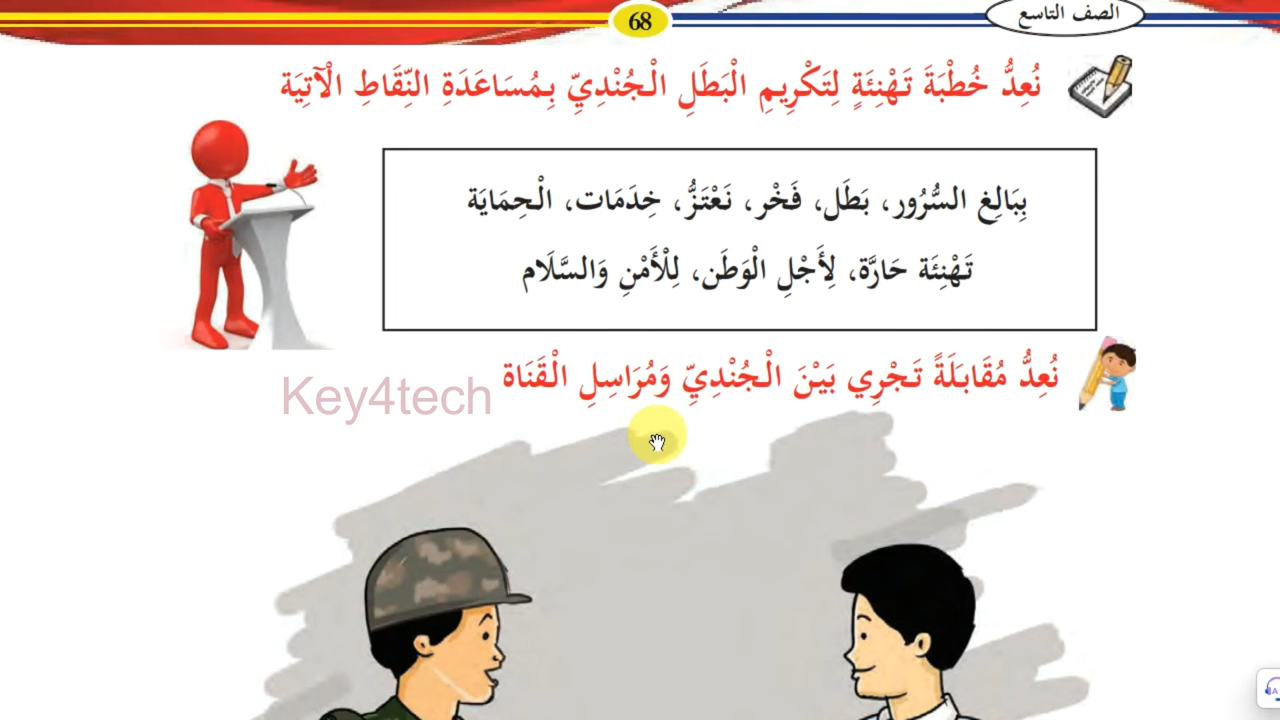 الصف التاسع
68
نُعِدُّ خُطْبَةَ تَهْنِئَةٍ لِتَكْرِيمِ الْبَطَلِ الْجُنْدِيِّ بِمُسَاعَدَةِ النِّقَاطِ الْآتِيَة
بِبَالِغِ السُّرُور، بَطَل، فَخْر، نَعْتَزُّ، خِدَمَات، الْحِمَايَة
تَهْنِئَة حَارَّة، لِأَجْلِ الْوَطَن، لِلْأَمْنِ وَالسَّلَام
نُعِدُّ مُقَابَلَةً تَجْرِي بَيْنَ الْجُنْدِيِّ وَمُرَاسِلِ الْقَنَاة
Key4tech